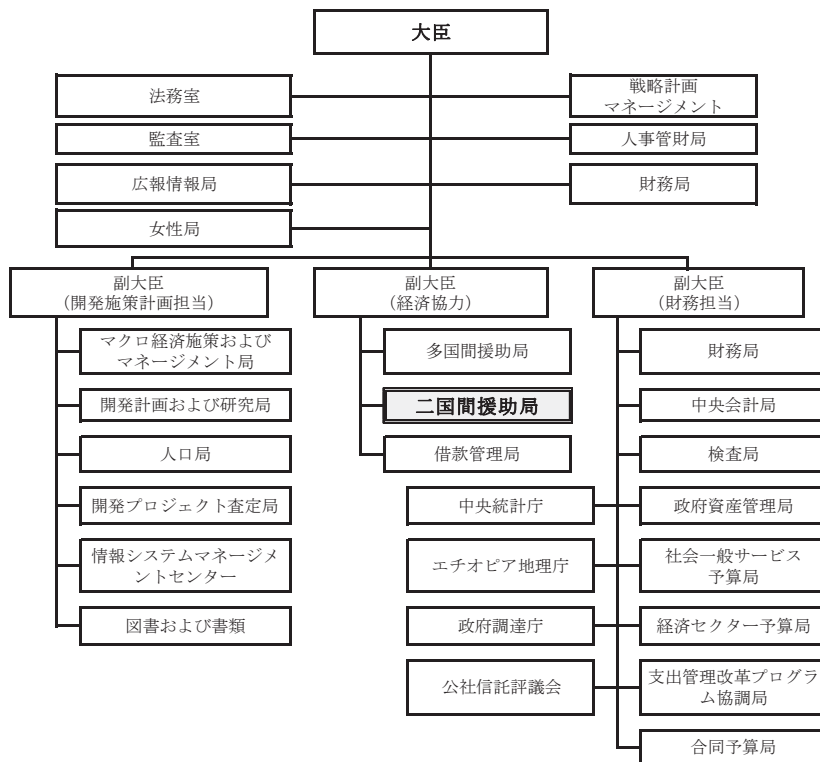 大臣
法務室
戦略計画
マネージメント
監査室
人事管財局
広報情報局
財務局
女性局
副大臣
（開発施策計画担当）
副大臣
（経済協力）
副大臣
（財務担当）
マクロ経済施策および
マネージメント局
開発計画および研究局
人口局
開発プロジェクト査定局
情報システムマネージメ
ントセンター
図書および書類
多国間援助局
二国間援助局
借款管理局
中央統計庁
エチオピア地理庁
政府調達庁
公社信託評議会
財務局
中央会計局
検査局
政府資産管理局
社会一般サービス
予算局
経済セクター予算局
支出管理改革プログラ
ム協調局
合同予算局